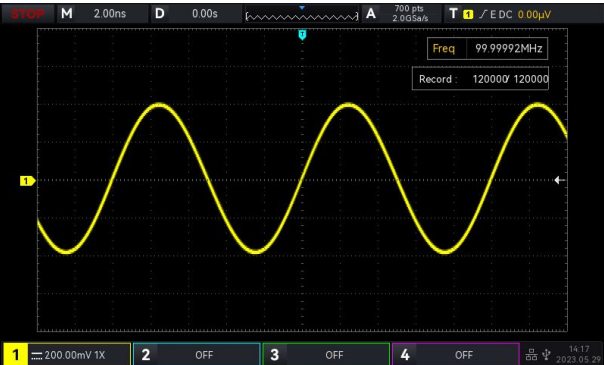 STOP M 2.00ns D 0.00s A 700 pts 2.0GSa/s T 1 E DC 0.00μV
T
Freq 99.99992MHz
Record : 120000/ 120000
1
1 200.00mV 1X 2 OFF 3 OFF 4 OFF 14:17
2023.05.29